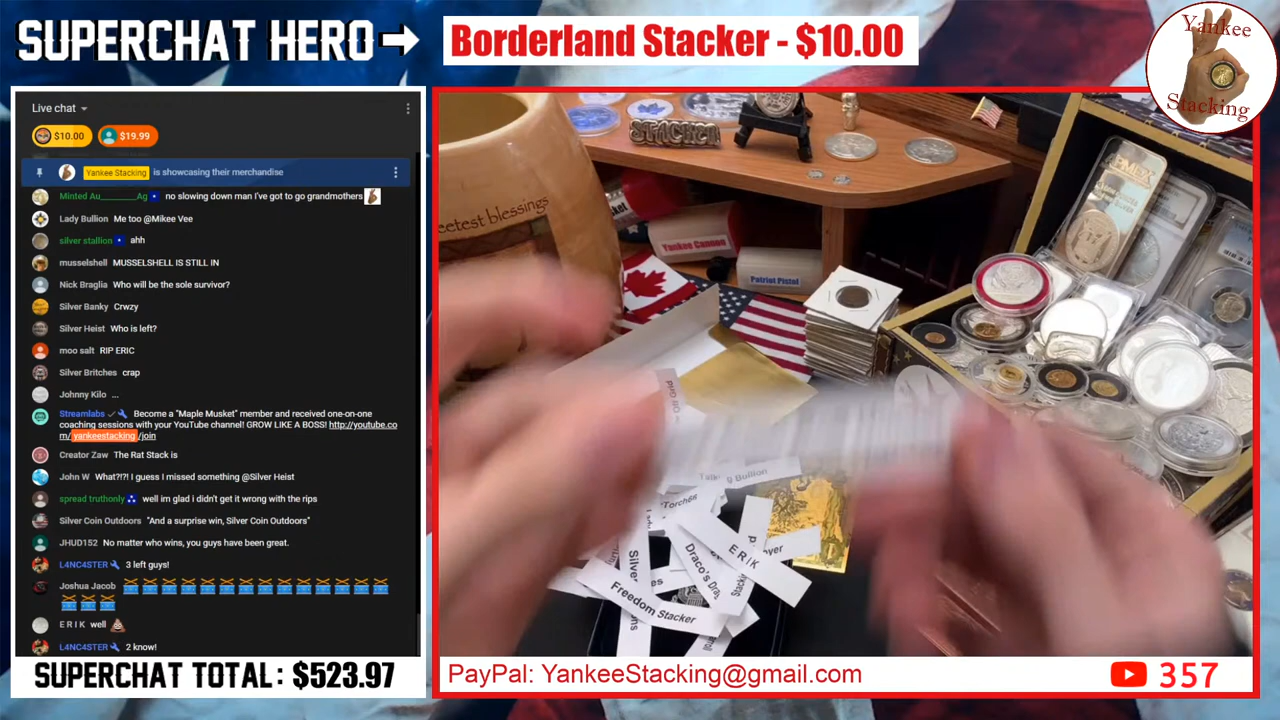 SUPERCHAT HERO
Borderland Stacker - $10.00
Yankee
Stacking
Live chat
$10.00
$19.99
Yankee Stacking is showcasing their merchandise
Minted Au_______Ag no slowing down man I've got to go grandmothers
Lady Bullion Me too @Mikee Vee
silver stallion ahh
musselshell MUSSELSHELL IS STILL IN
Nick Braglia Who will be the sole survivor?
Silver Banky Crwzy
Silver Heist Who is left?
moo salt RIP ERIC
Silver Britches crap
Johnny Kilo ...
Streamlabs Become a "Maple Musket" member and received one-on-one
coaching sessions with your YouTube channel! GROW LIKE A BOSS! http://youtube.co
m/yankeestacking/join
Creator Zaw The Rat Stack is
John W What?!?! I guess I missed something @Silver Heist
spread truthonly well im glad i didn't get it wrong with the rips
Silver Coin Outdoors "And a surprise win, Silver Coin Outdoors"
JHUD152 No matter who wins, you guys have been great.
L4NC4STER 3 left guys!
Joshua Jacob
E R I K well
L4NC4STER 2 know!
SUPERCHAT TOTAL: $523.97
eetest blessings
STACKER
Yankee Cannon
Patriot Pistol
Bullion
Torch
Silver
ERIK
Draco's
Freedom Stacker
PayPal: YankeeStacking@gmail.com
357